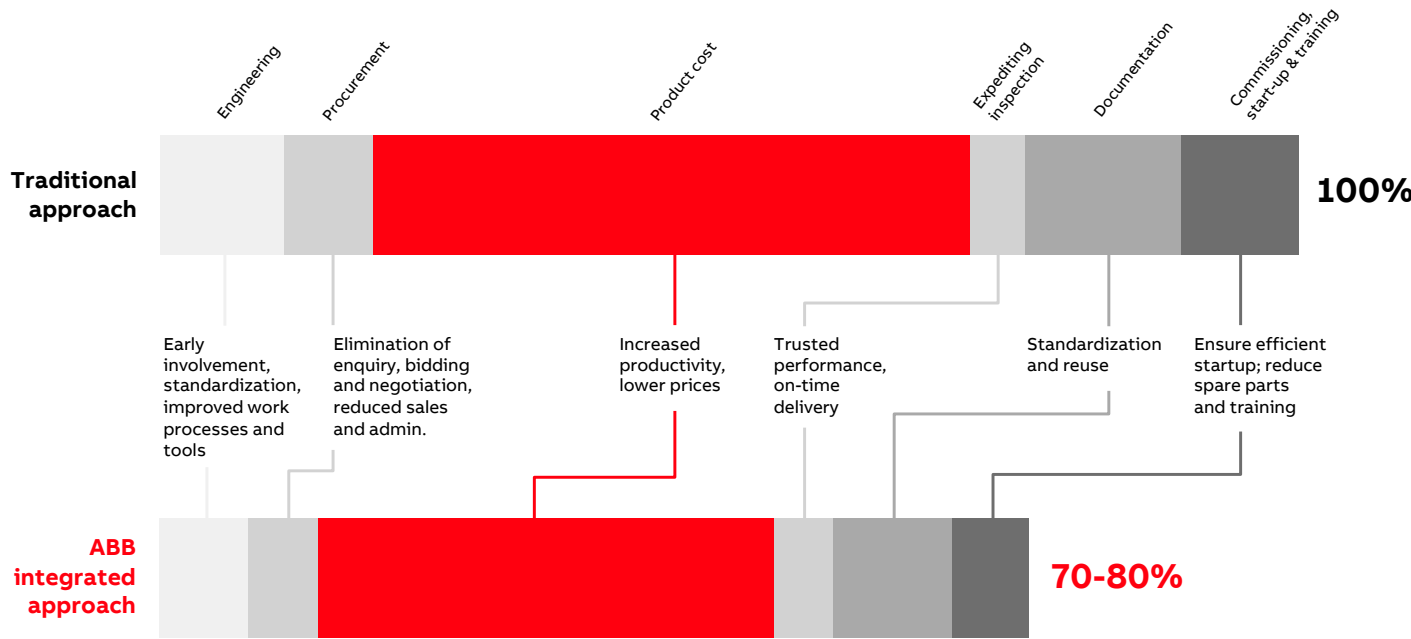 Engineering
Procurement
Product cost
Expediting
inspection
Documentation
Commissioning,
start-up & training
Traditional
approach
100%
Early
involvement,
standardization,
improved work
processes and
tools
Elimination of
enquiry, bidding
and negotiation,
reduced sales
and admin.
Increased
productivity,
lower prices
Trusted
performance,
on-time
delivery
Standardization
and reuse
Ensure efficient
startup; reduce
spare parts
and training
ABB
integrated
approach
70-80%